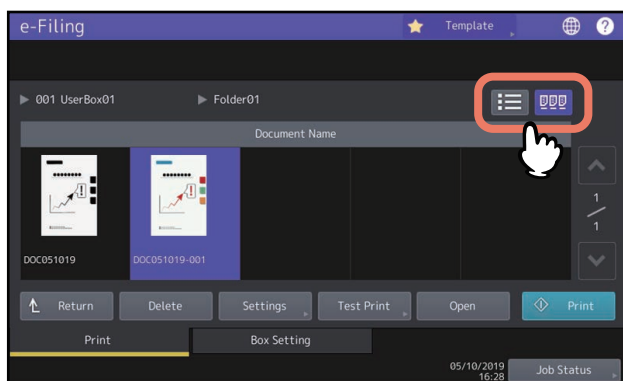 e-Filing
Template
?
001 UserBox01
Folder01
Document Name
1
1
DOC051019
DOC051019-001
Return
Delete
Settings
Test Print
Open
Print
Print
Box Setting
05/10/2019
16:28
Job Status